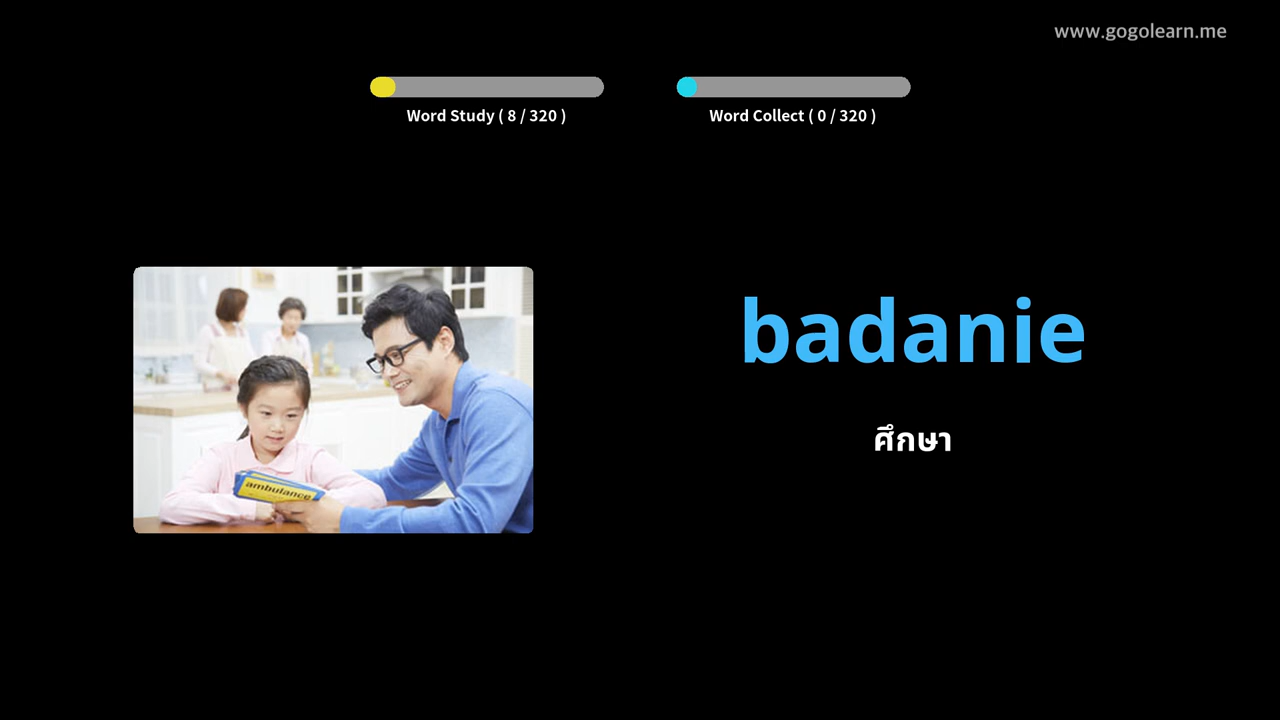 www.gogolearn.me
Word Study ( 8 / 320 )
Word Collect ( 0 / 320 )
badanie
ศึกษา
ambulance